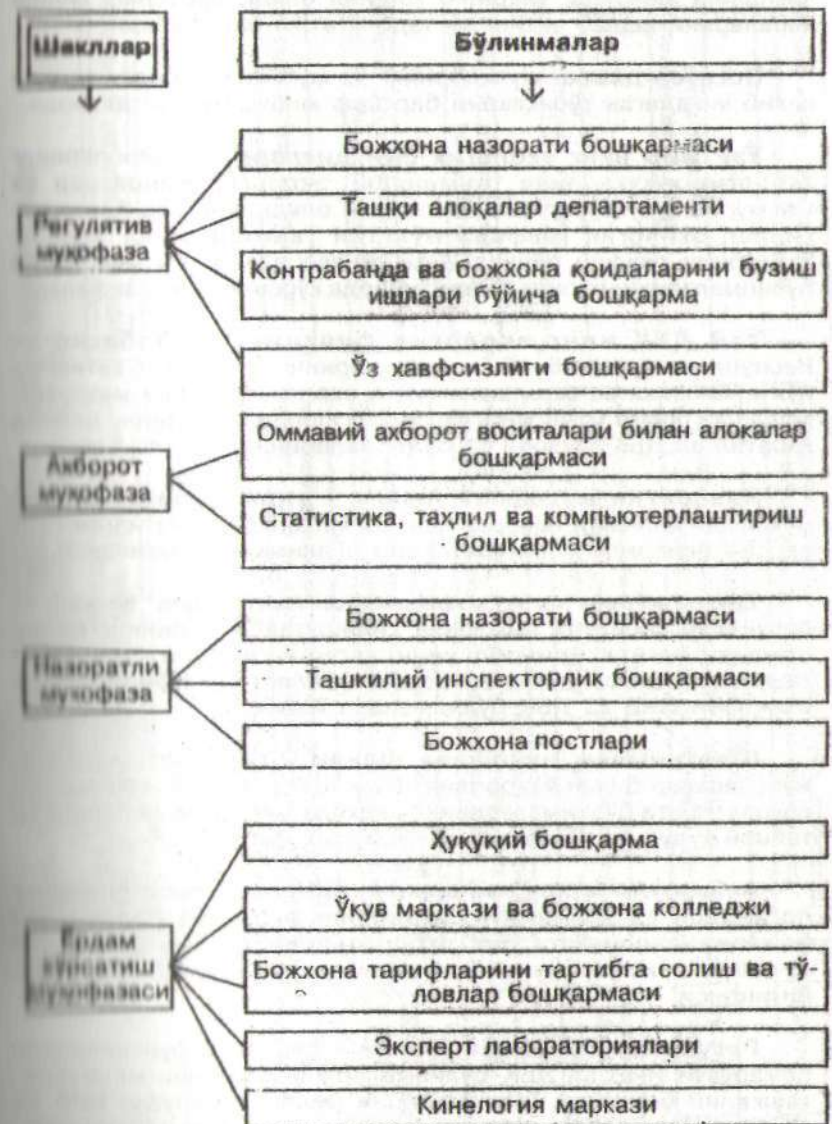 Шакллар
Бўлинмалар
Регулятив
муҳофаза
Божхона назорати бошқармаси
Ташқи алоқалар департаменти
Контрабанда ва божхона қоидаларини бузиш
ишлари бўйича бошқарма
Ўз хавфсизлиги бошқармаси
Ахборот
муҳофаза
Оммавий ахборот воситалари билан алокалар
бошқармаси
Статистика, таҳлил ва компьютерлаштириш
бошқармаси
Назоратли
муҳофаза
Божхона назорати бошқармаси
Ташкилий инспекторлик бошқармаси
Божхона постлари
Ёрдам
кўрсатиш
муҳофазаси
Ҳуқуқий бошқарма
Ўқув маркази ва божхона колледжи
Божхона тарифларини тартибга солиш ва тў-
ловлар бошқармаси
Эксперт лабораториялари
Кинелогия маркази